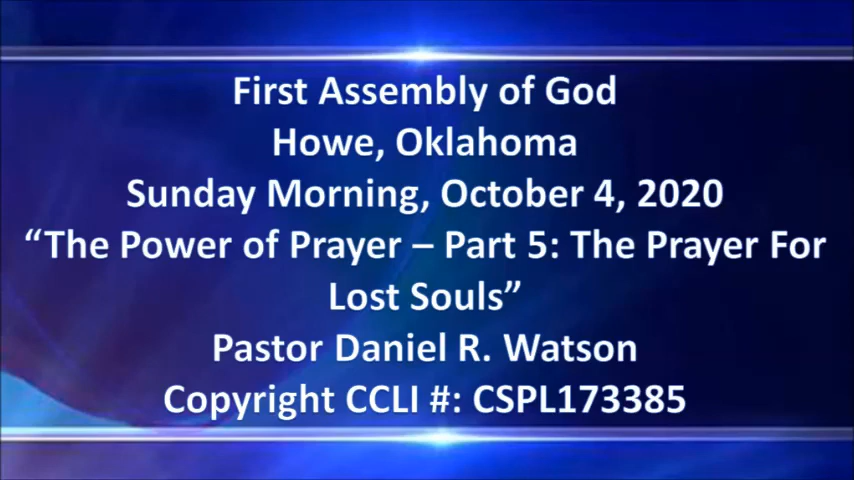 First Assembly of God
Howe, Oklahoma
Sunday Morning, October 4, 2020
“The Power of Prayer – Part 5: The Prayer For
Lost Souls”
Pastor Daniel R. Watson
Copyright CCLI #: CSPL173385